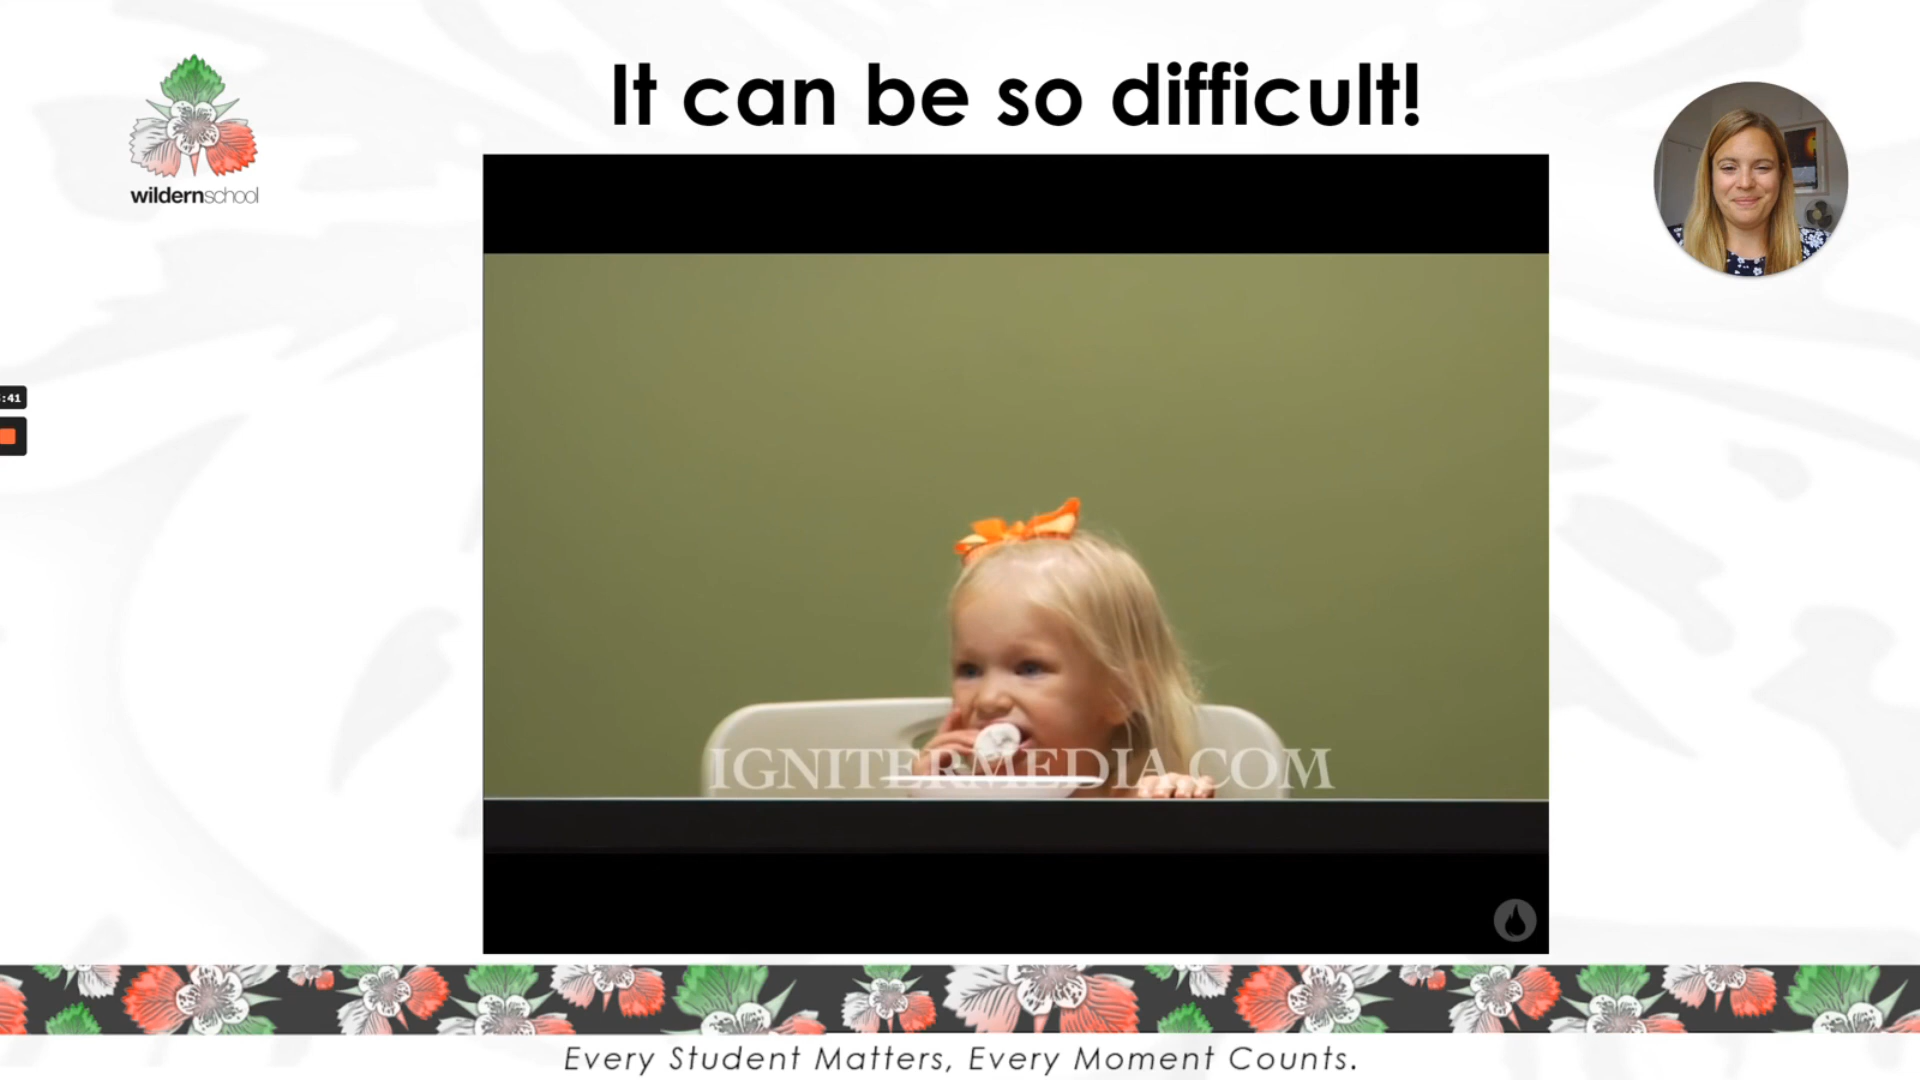 It can be so difficult!
wildernschool
:41
IGNITERMEDIA.COM
Every Student Matters, Every Moment Counts.